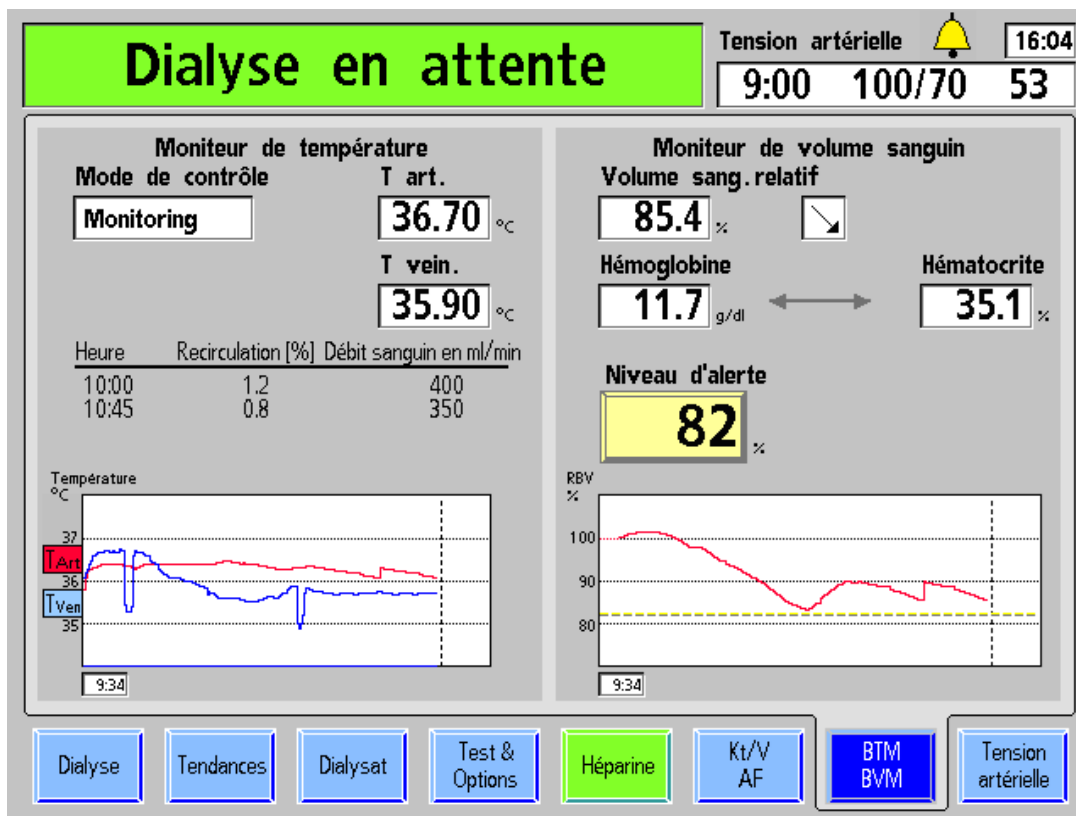 Dialyse en attente
Tension artérielle
16:04
9:00 100/70 53
Moniteur de température
Mode de contrôle T art.
Monitoring 36.70 °C
T vein.
35.90 °C
Heure Recirculation [%] Débit sanguin en ml/min
10:00 1.2 400
10:45 0.8 350
Température
°C
37
TArt
36
TVen
35
9:34
Moniteur de volume sanguin
Volume sang.relatif
85.4 %
Hémoglobine Hématocrite
11.7 g/dl 35.1 %
Niveau d'alerte
82 %
RBV
%
100
90
80
9:34
Dialyse
Tendances
Dialysat
Test &
Options
Héparine
Kt/V
AF
BTM
BVM
Tension
artérielle